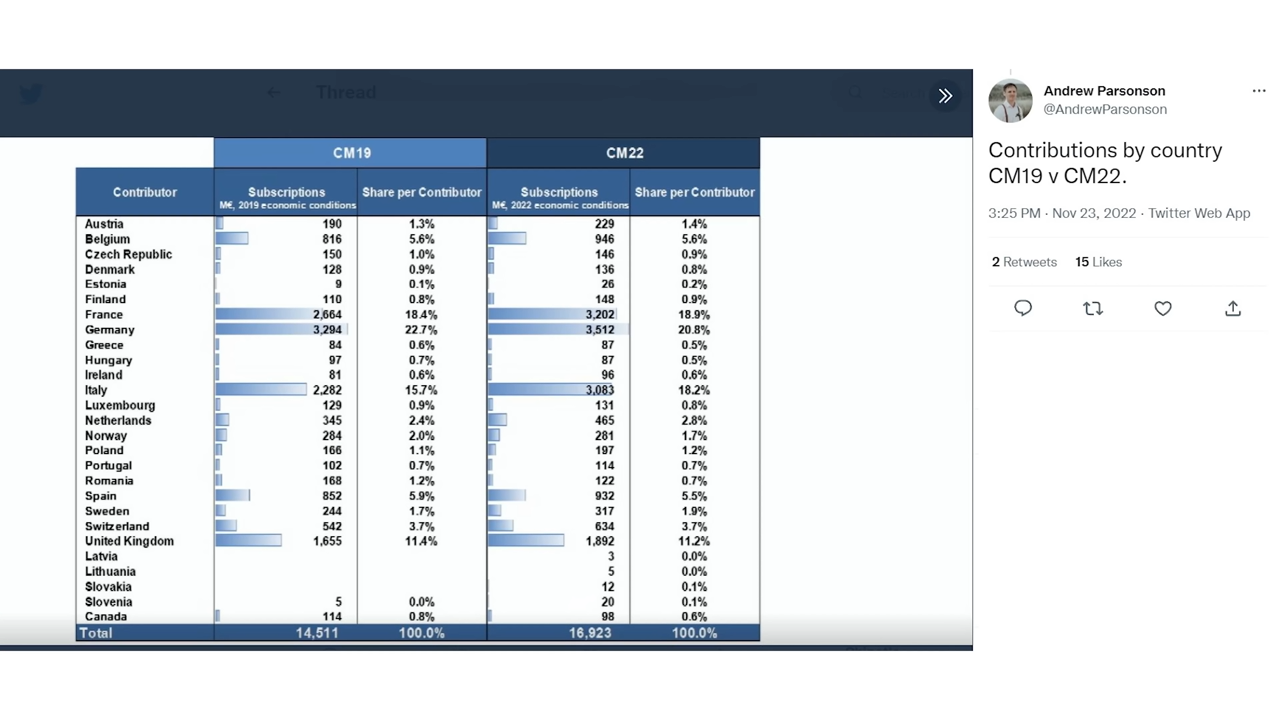 Thread
CM19 CM22
Contributor Subscriptions Share per Contributor Subscriptions Share per Contributor
M€, 2019 economic conditions M€, 2022 economic conditions
Austria 190 1.3% 229 1.4%
Belgium 816 5.6% 946 5.6%
Czech Republic 150 1.0% 146 0.9%
Denmark 128 0.9% 136 0.8%
Estonia 9 0.1% 26 0.2%
Finland 110 0.8% 148 0.9%
France 2,664 18.4% 3,202 18.9%
Germany 3,294 22.7% 3,512 20.8%
Greece 84 0.6% 87 0.5%
Hungary 97 0.7% 87 0.5%
Ireland 81 0.6% 96 0.6%
Italy 2,282 15.7% 3,083 18.2%
Luxembourg 129 0.9% 131 0.8%
Netherlands 345 2.4% 465 2.8%
Norway 284 2.0% 281 1.7%
Poland 166 1.1% 197 1.2%
Portugal 102 0.7% 114 0.7%
Romania 168 1.2% 122 0.7%
Spain 852 5.9% 932 5.5%
Sweden 244 1.7% 317 1.9%
Switzerland 542 3.7% 634 3.7%
United Kingdom 1,655 11.4% 1,892 11.2%
Latvia 3 0.0%
Lithuania 5 0.0%
Slovakia 12 0.1%
Slovenia 5 0.0% 20 0.1%
Canada 114 0.8% 98 0.6%
Total 14,511 100.0% 16,923 100.0%
Andrew Parsonson
@AndrewParsonson
Contributions by country
CM19 v CM22.
3:25 PM · Nov 23, 2022 · Twitter Web App
2 Retweets 15 Likes